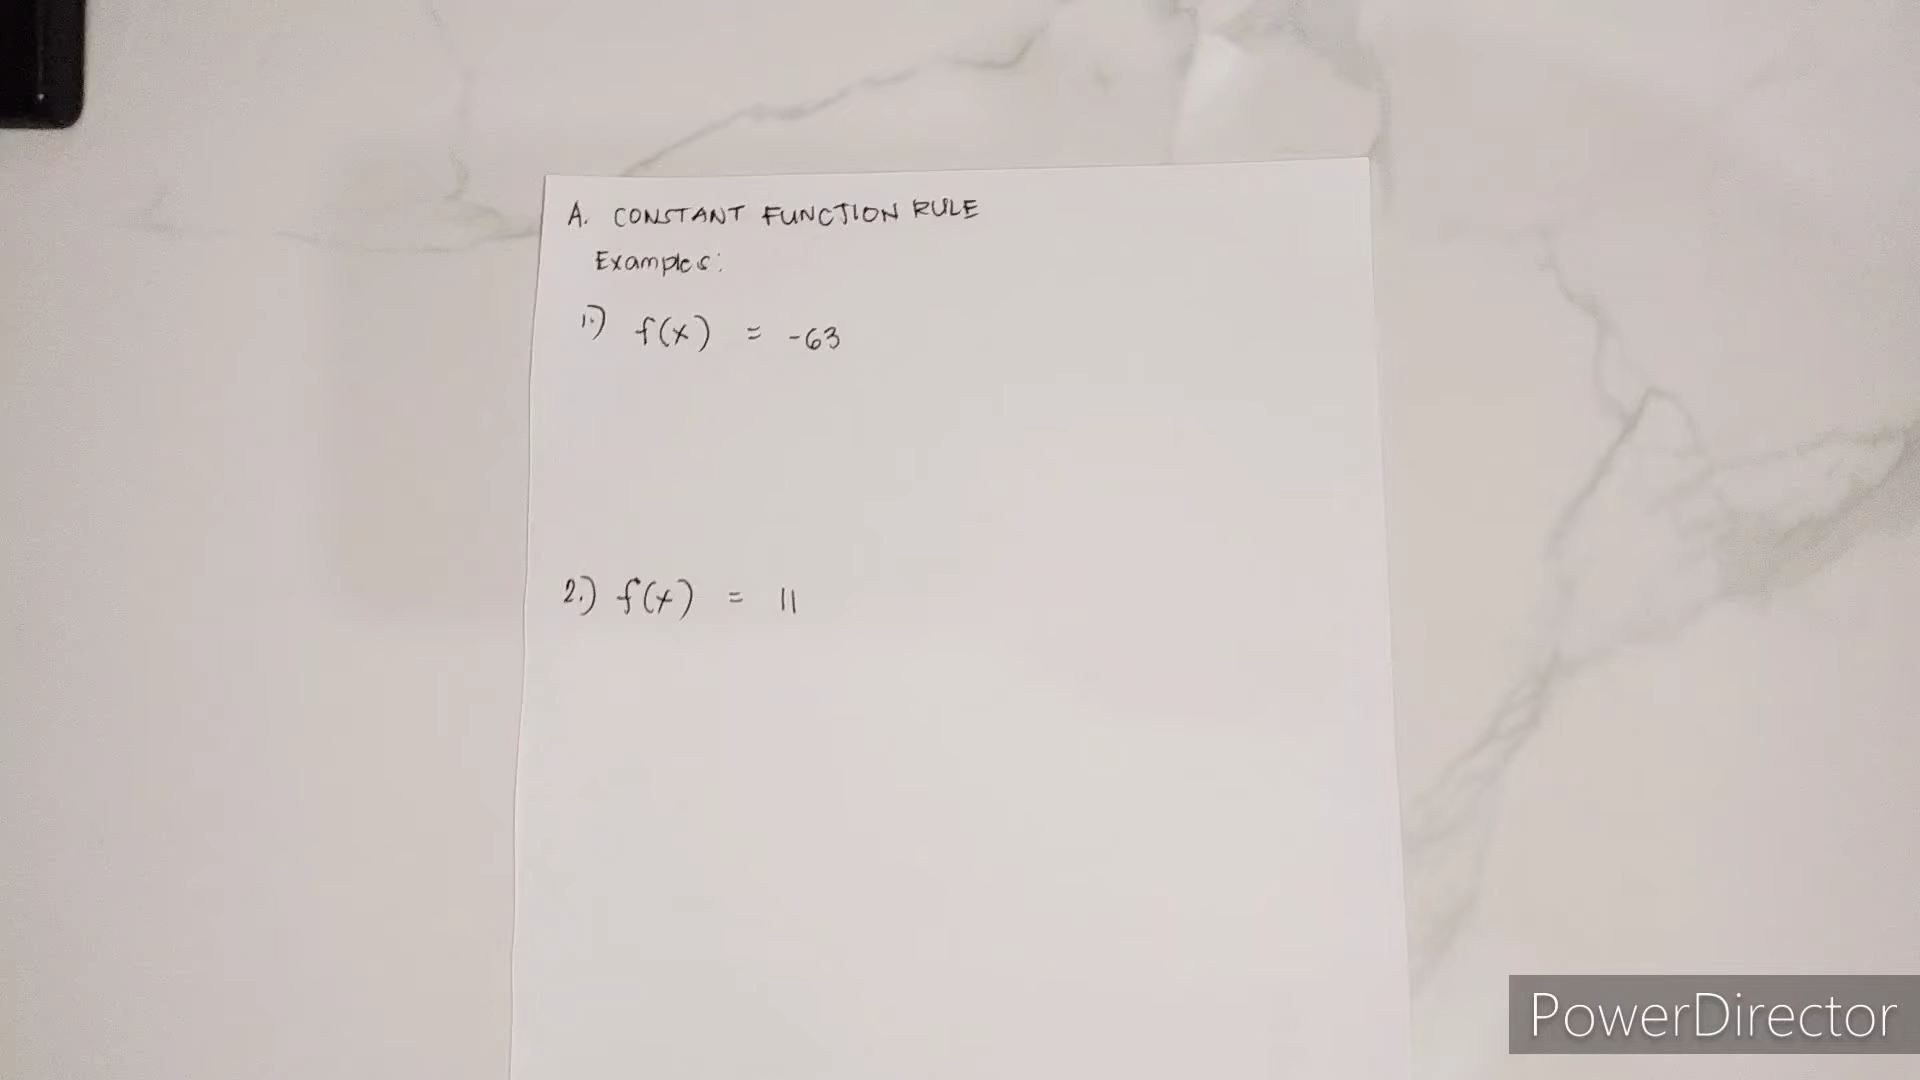 A. CONSTANT FUNCTION RULE
Examples:
1.) f(x) = -63
2.) f(x) = 11
PowerDirector